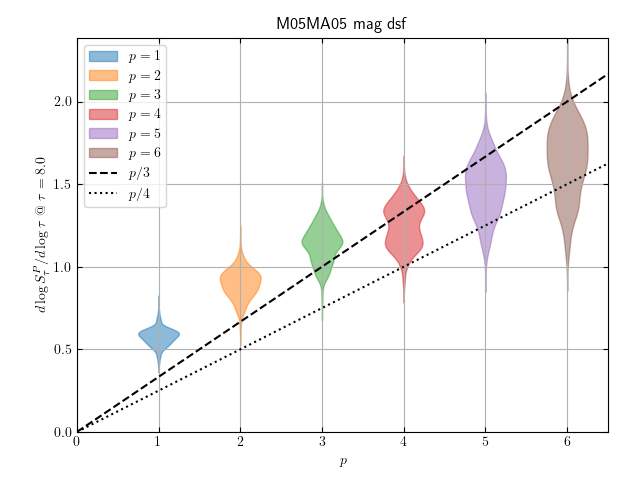 M05MA05 mag dsf
p = 1
p = 2
p = 3
p = 4
p = 5
p = 6
p/3
p/4
d log S_τ^P / d log τ @ τ = 8.0
2.0
1.5
1.0
0.5
0.0
0 1 2 3 4 5 6
p